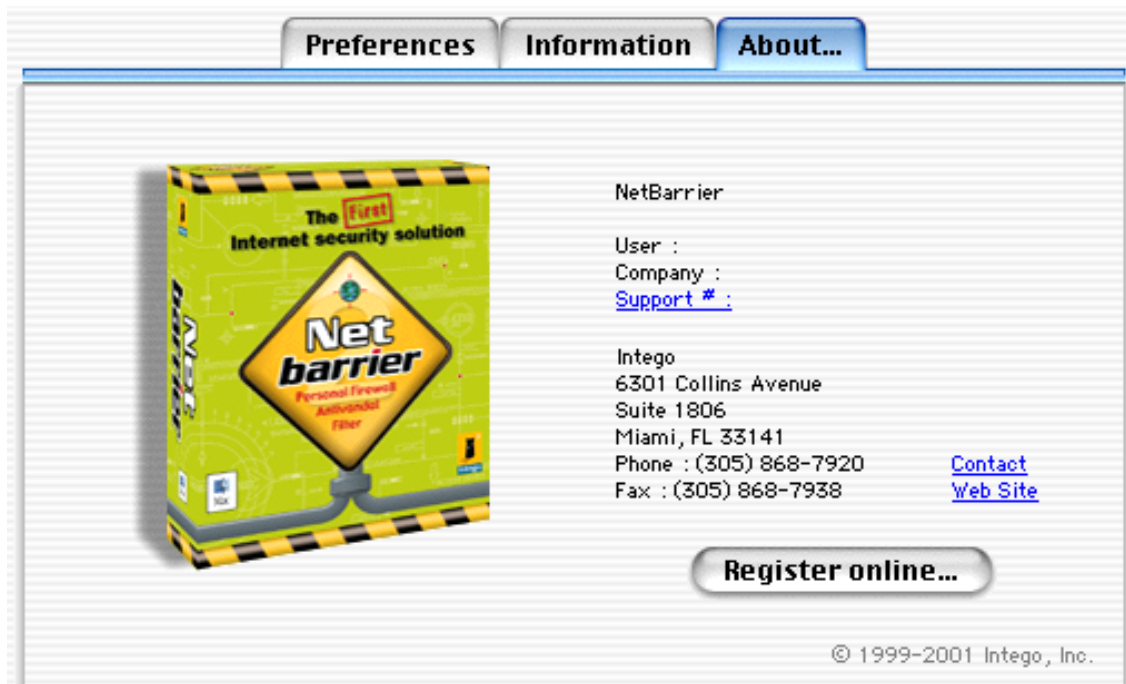 Preferences
Information
About...
The First
Internet security solution
Net
barrier
Personal Firewall
Antivandal
Filter
Net
barrier
intego
NetBarrier
User :
Company :
Support # :
Intego
6301 Collins Avenue
Suite 1806
Miami, FL 33141
Phone : (305) 868-7920
Contact
Fax : (305) 868-7938
Web Site
Register online...
© 1999-2001 Intego, Inc.